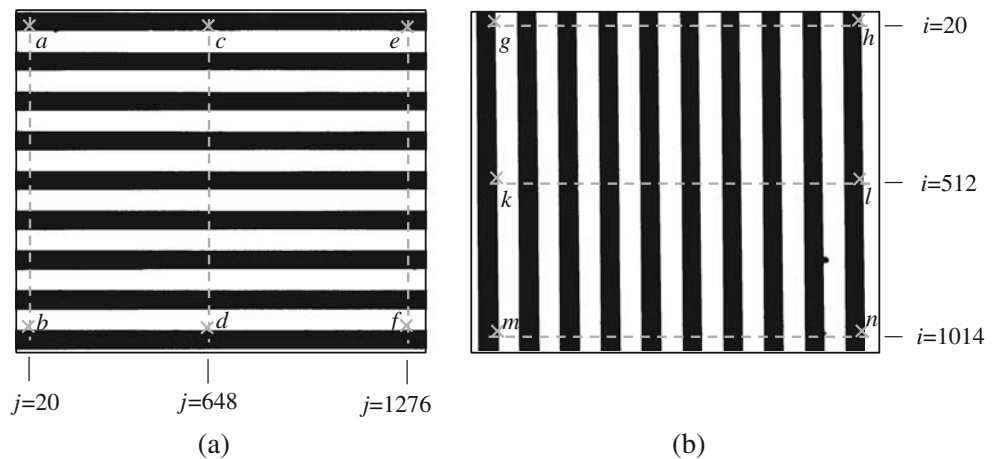 a c e
b d f
j=20 j=648 j=1276
(a)
g h i=20
k l i=512
m n i=1014
(b)